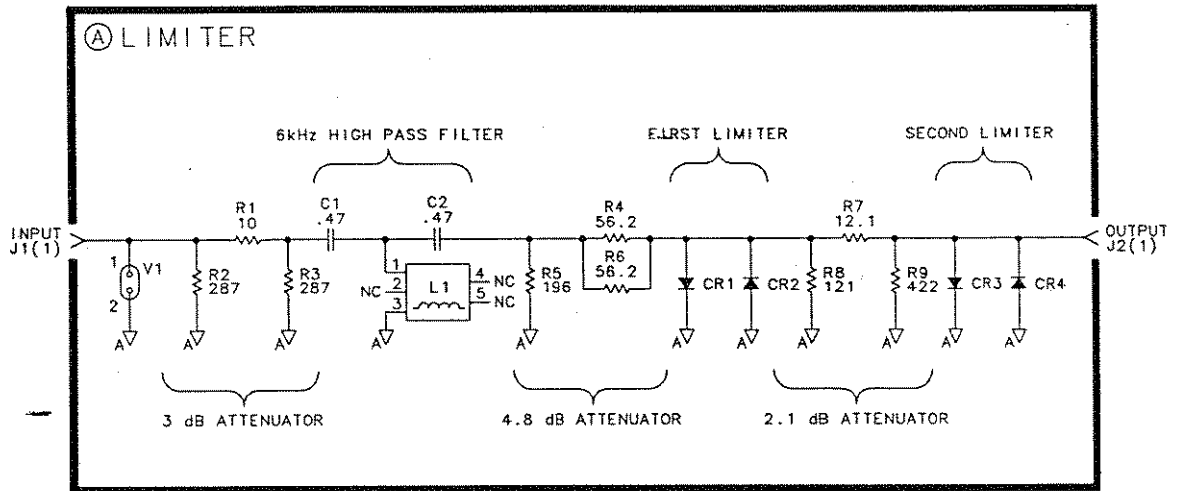 Ⓐ LIMITER
6kHz HIGH PASS FILTER
E.LRST LIMITER
SECOND LIMITER
INPUT
J1(1)
R1
10
C1
.47
C2
.47
R4
56.2
R7
12.1
OUTPUT
J2(1)
1
V1
2
R2
287
R3
287
1
NC 2
3
L1
4 NC
5 NC
R5
196
R6
56.2
CR1
CR2
R8
121
R9
422
CR3
CR4
A
A
A
A
A
A
A
A
A
A
A
3 dB ATTENUATOR
4.8 dB ATTENUATOR
2.1 dB ATTENUATOR